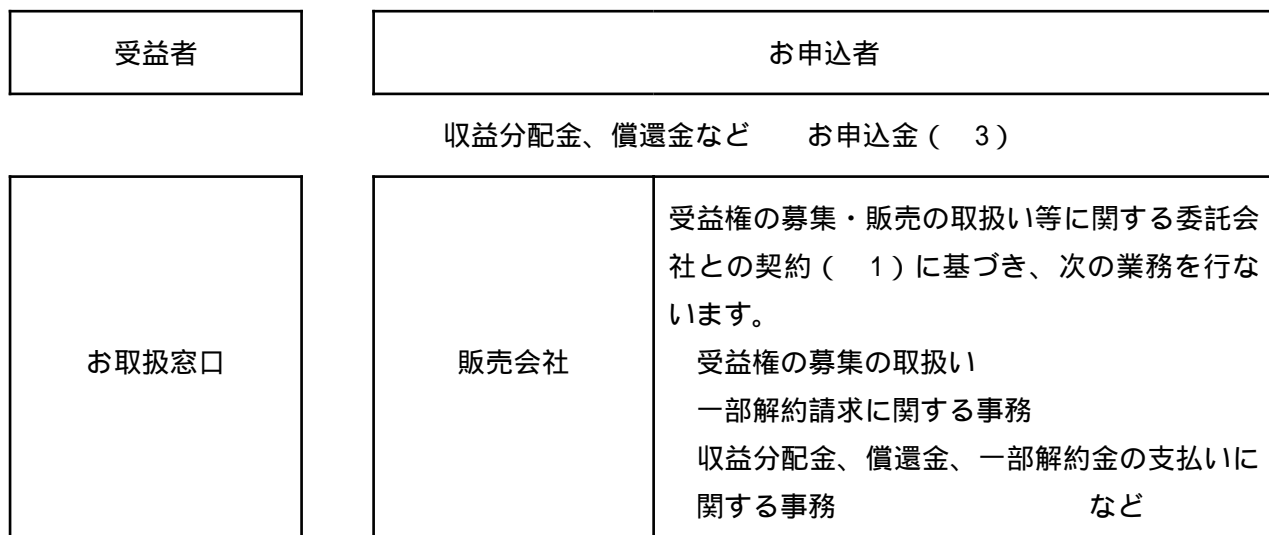 受益者
お申込者
収益分配金、償還金など　　お申込金（　3）
お取扱窓口
販売会社
受益権の募集・販売の取扱い等に関する委託会
社との契約（　1）に基づき、次の業務を行な
います。
受益権の募集の取扱い
一部解約請求に関する事務
収益分配金、償還金、一部解約金の支払いに
関する事務　　　　　　　　　など